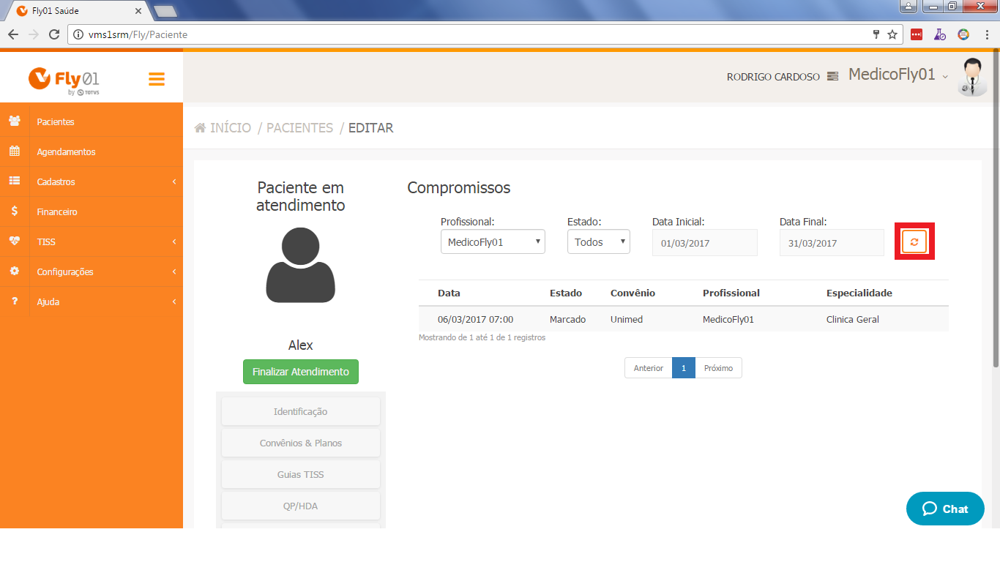 Fly01 Saúde
vms1srm/Fly/Paciente
Fly01
by TOTVS
RODRIGO CARDOSO MedicoFly01
Pacientes
Agendamentos
Cadastros
Financeiro
TISS
Configurações
Ajuda
INÍCIO / PACIENTES / EDITAR
Paciente em
atendimento
Alex
Finalizar Atendimento
Identificação
Convênios & Planos
Guias TISS
QP/HDA
Compromissos
Profissional: Estado: Data Inicial: Data Final:
MedicoFly01 Todos 01/03/2017 31/03/2017
Data Estado Convênio Profissional Especialidade
06/03/2017 07:00 Marcado Unimed MedicoFly01 Clinica Geral
Mostrando de 1 até 1 de 1 registros
Anterior 1 Próximo
Chat